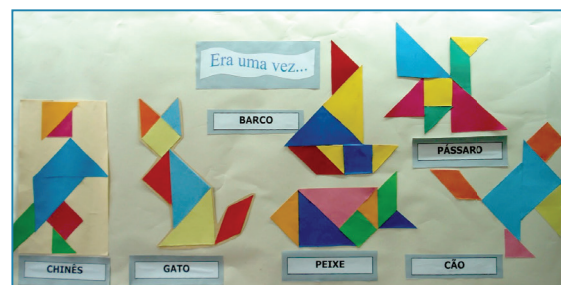 Era uma vez...
BARCO
PÁSSARO
CHINÊS
GATO
PEIXE
CÃO